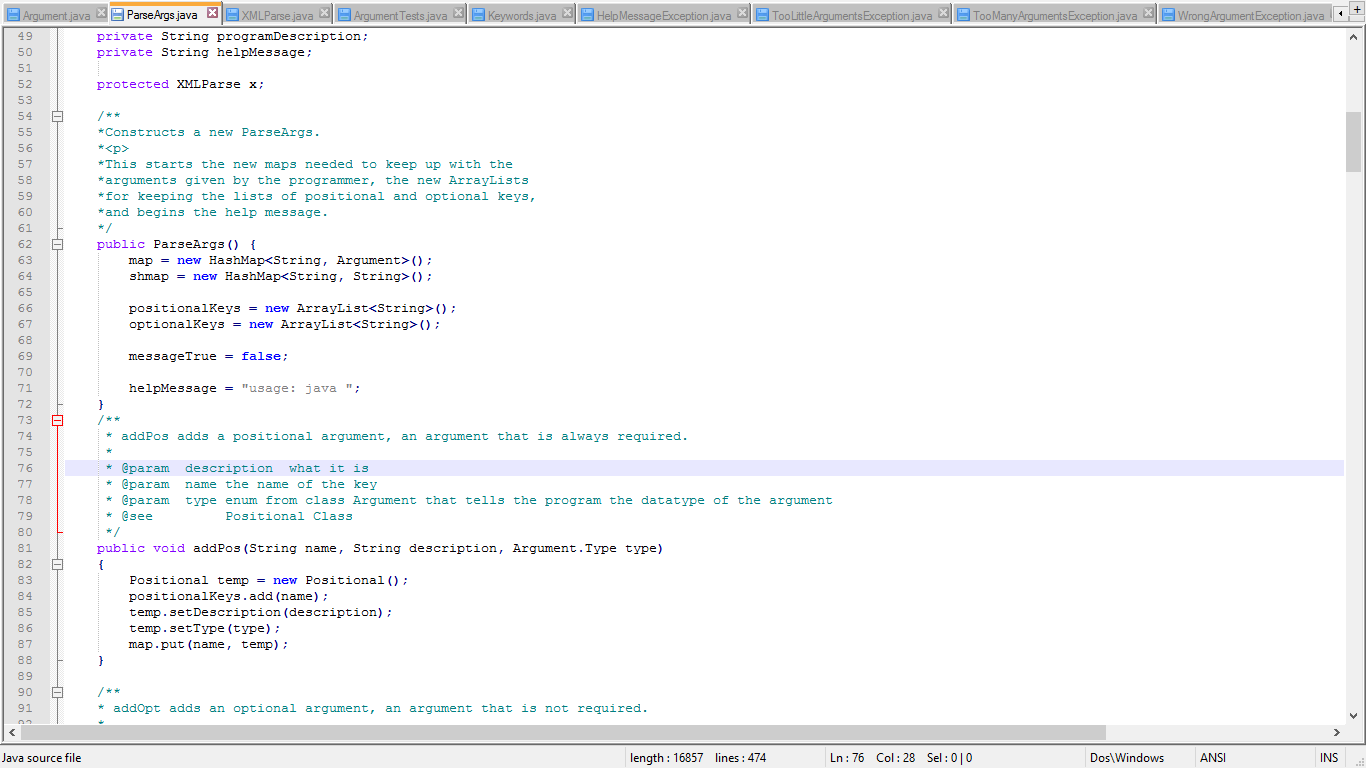 Argument.java ParseArgs.java XMLParse.java ArgumentTests.java Keywords.java HelpMessageException.java TooLittleArgumentsException.java TooManyArgumentsException.java WrongArgumentException.java
49 private String programDescription;
50 private String helpMessage;
51
52 protected XMLParse x;
53
54 /**
55 *Constructs a new ParseArgs.
56 *<p>
57 *This starts the new maps needed to keep up with the
58 *arguments given by the programmer, the new ArrayLists
59 *for keeping the lists of positional and optional keys,
60 *and begins the help message.
61 */
62 public ParseArgs() {
63 map = new HashMap<String, Argument>();
64 shmap = new HashMap<String, String>();
65
66 positionalKeys = new ArrayList<String>();
67 optionalKeys = new ArrayList<String>();
68
69 messageTrue = false;
70
71 helpMessage = "usage: java ";
72 }
73 /**
74 * addPos adds a positional argument, an argument that is always required.
75 *
76 * @param description what it is
77 * @param name the name of the key
78 * @param type enum from class Argument that tells the program the datatype of the argument
79 * @see Positional Class
80 */
81 public void addPos(String name, String description, Argument.Type type)
82 {
83 Positional temp = new Positional();
84 positionalKeys.add(name);
85 temp.setDescription(description);
86 temp.setType(type);
87 map.put(name, temp);
88 }
89
90 /**
91 * addOpt adds an optional argument, an argument that is not required.
92 *
Java source file length : 16857 lines : 474 Ln : 76 Col : 28 Sel : 0 | 0 Dos\Windows ANSI INS